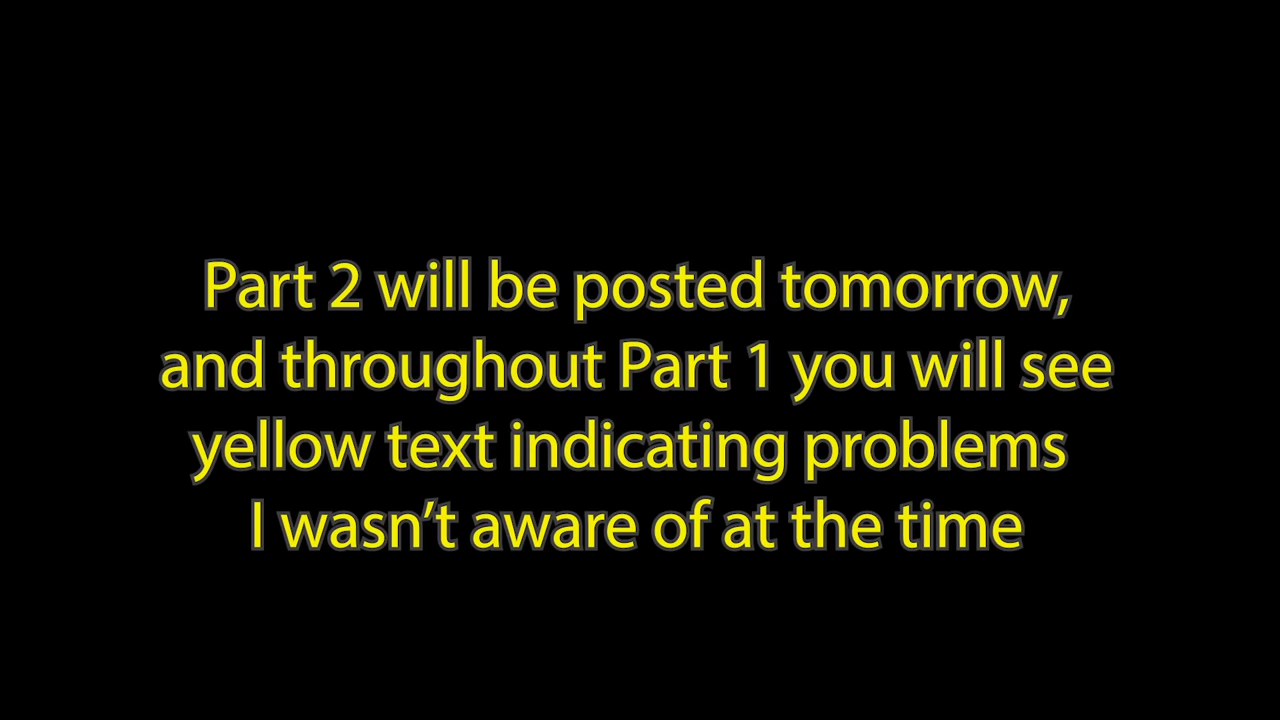 Part 2 will be posted tomorrow,
and throughout Part 1 you will see
yellow text indicating problems
I wasn’t aware of at the time